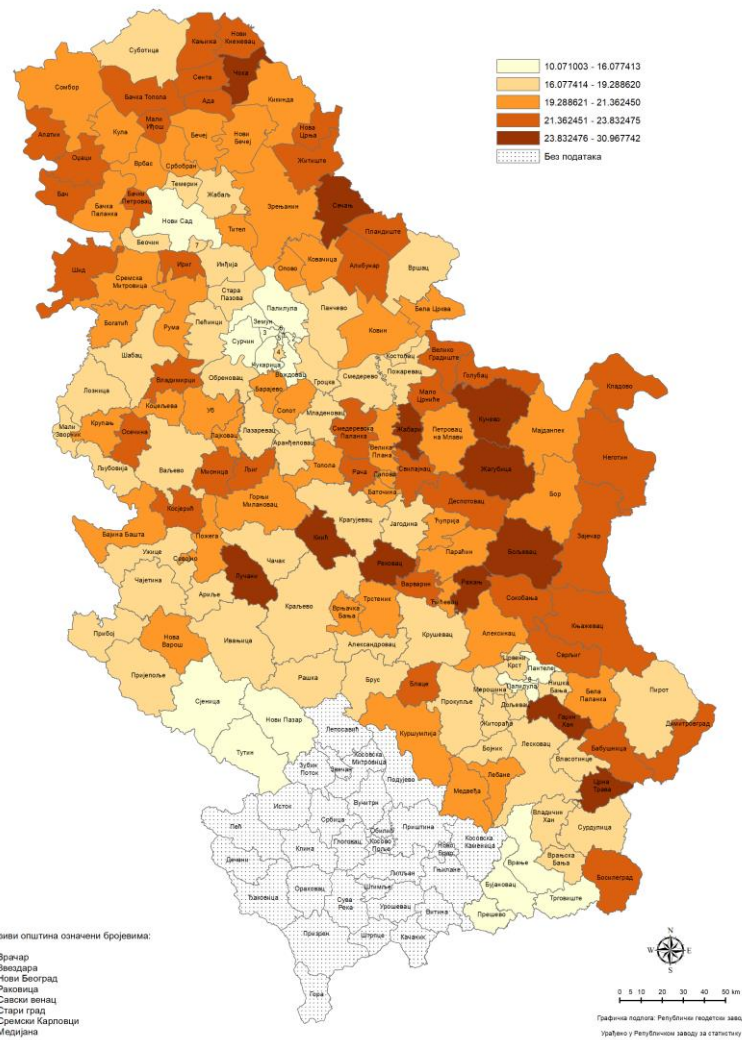 10.071003 - 16.077413
16.077414 - 19.288620
19.288621 - 21.362450
21.362451 - 23.832475
23.832476 - 30.967742
Без података
Суботица
Кањижа
Нови Кнежевац
Сента
Чока
Сомбор
Бачка Топола
Ада
Кикинда
Мали Иђош
Апатин
Кула
Бечеј
Нови Бечеј
Нова Црња
Оџаци
Врбас
Србобран
Житиште
Бач
Бачка Паланка
Бачки Петровац
Темерин
Жабаљ
Зрењанин
Сечањ
Нови Сад
Тител
Пландиште
Беочин
7
Шид
Ириг
Инђија
Ковачица
Алибунар
Вршац
Сремска Митровица
Опово
Стара Пазова
Палилула
Панчево
Бела Црква
Рума
Пећинци
Земун
Сурчин
3
4
Ковин
Богатић
Шабац
Чукарица
Вождовац
Костолац
Пожаревац
Велико Градиште
Голубац
Кладово
Владимирци
Обреновац
Гроцка
Смедерево
Лозница
Барајево
Мало Црниће
Кучево
Коцељева
Уб
Сопот
Младеновац
Мали Зворник
Крупањ
Осечина
Лајковац
Лазаревац
Смедеревска Паланка
Жабари
Петровац на Млави
Мајданпек
Неготин
Аранђеловац
Велика Плана
Љубовија
Ваљево
Мионица
Љиг
Топола
Рача
Лапово
Свилајнац
Жагубица
Бор
Баточина
Косјерић
Горњи Милановац
Деспотовац
Бајина Башта
Крагујевац
Јагодина
Ћуприја
Зајечар
Пожега
Ужице
Севојно
Чачак
Кнић
Параћин
Бољевац
Чајетина
Лучани
Рековац
Ариље
Варварин
Ражањ
Сокобања
Краљево
Трстеник
Ћићевац
Врњачка Бања
Књажевац
Прибој
Нова Варош
Ивањица
Крушевац
Алексинац
Александровац
Сврљиг
Пријепоље
Рашка
Брус
Блаце
Црвени Крст
Пантелеј
Палилула
Нишка Бања
Мерошина
Бела Паланка
Пирот
Сјеница
Нови Пазар
Прокупље
Дољевац
Гаџин Хан
Димитровград
Лепосавић
Куршумлија
Житорађа
Бабушница
Тутин
Бојник
Лесковац
Власотинце
Зубин Поток
Косовска Митровица
Звечан
Лебане
Подујево
Медвеђа
Црна Трава
Вучитрн
Исток
Србица
Владичин Хан
Сурдулица
Пећ
Обилић
Приштина
Косовска Каменица
Глоговац
Косово Поље
Ново Брдо
Клина
Врање
Врањска Бања
Дечани
Липљан
Гњилане
Босилеград
Ђаковица
Ораховац
Штимље
Бујановац
Сува Река
Урошевац
Витина
Трговиште
Прешево
Призрен
Штрпце
Качаник
Гора
зиви општина означени бројевима:
Врачар
Звездара
Нови Београд
Раковица
Савски венац
Стари град
Сремски Карловци
Медијана
N
W
E
S
0 5 10 20 30 40 50 km
Графичка подлога: Републички геодетски завод
Урађено у Републичком заводу за статистику